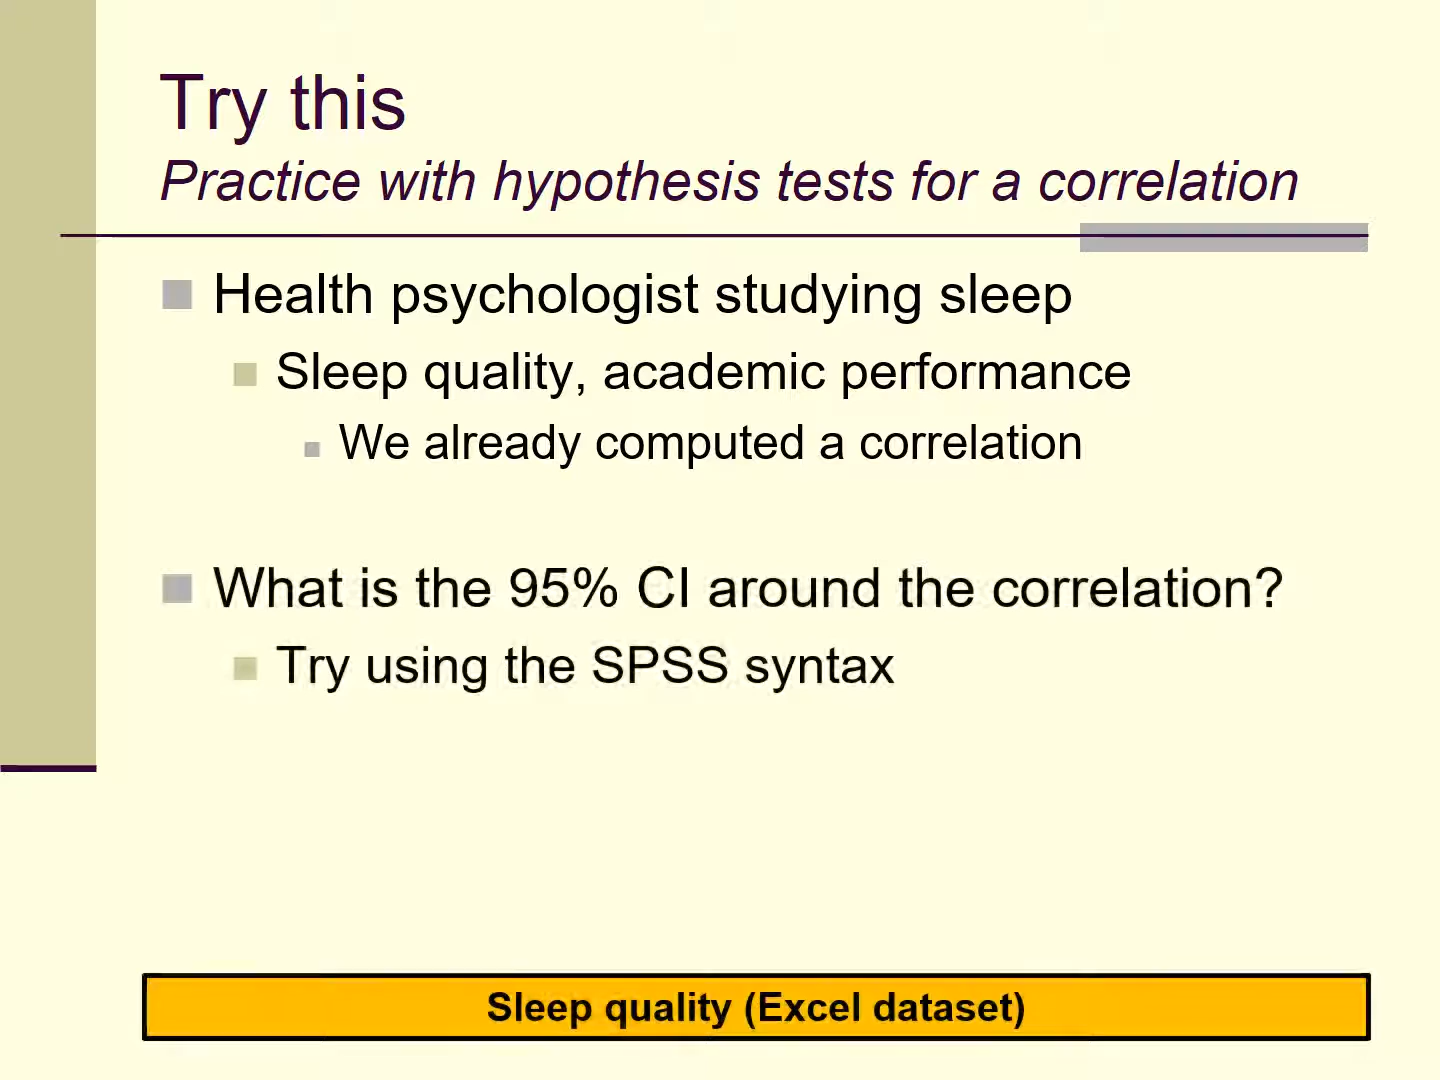 Try this
Practice with hypothesis tests for a correlation
Health psychologist studying sleep
Sleep quality, academic performance
We already computed a correlation
What is the 95% CI around the correlation?
Try using the SPSS syntax
Sleep quality (Excel dataset)